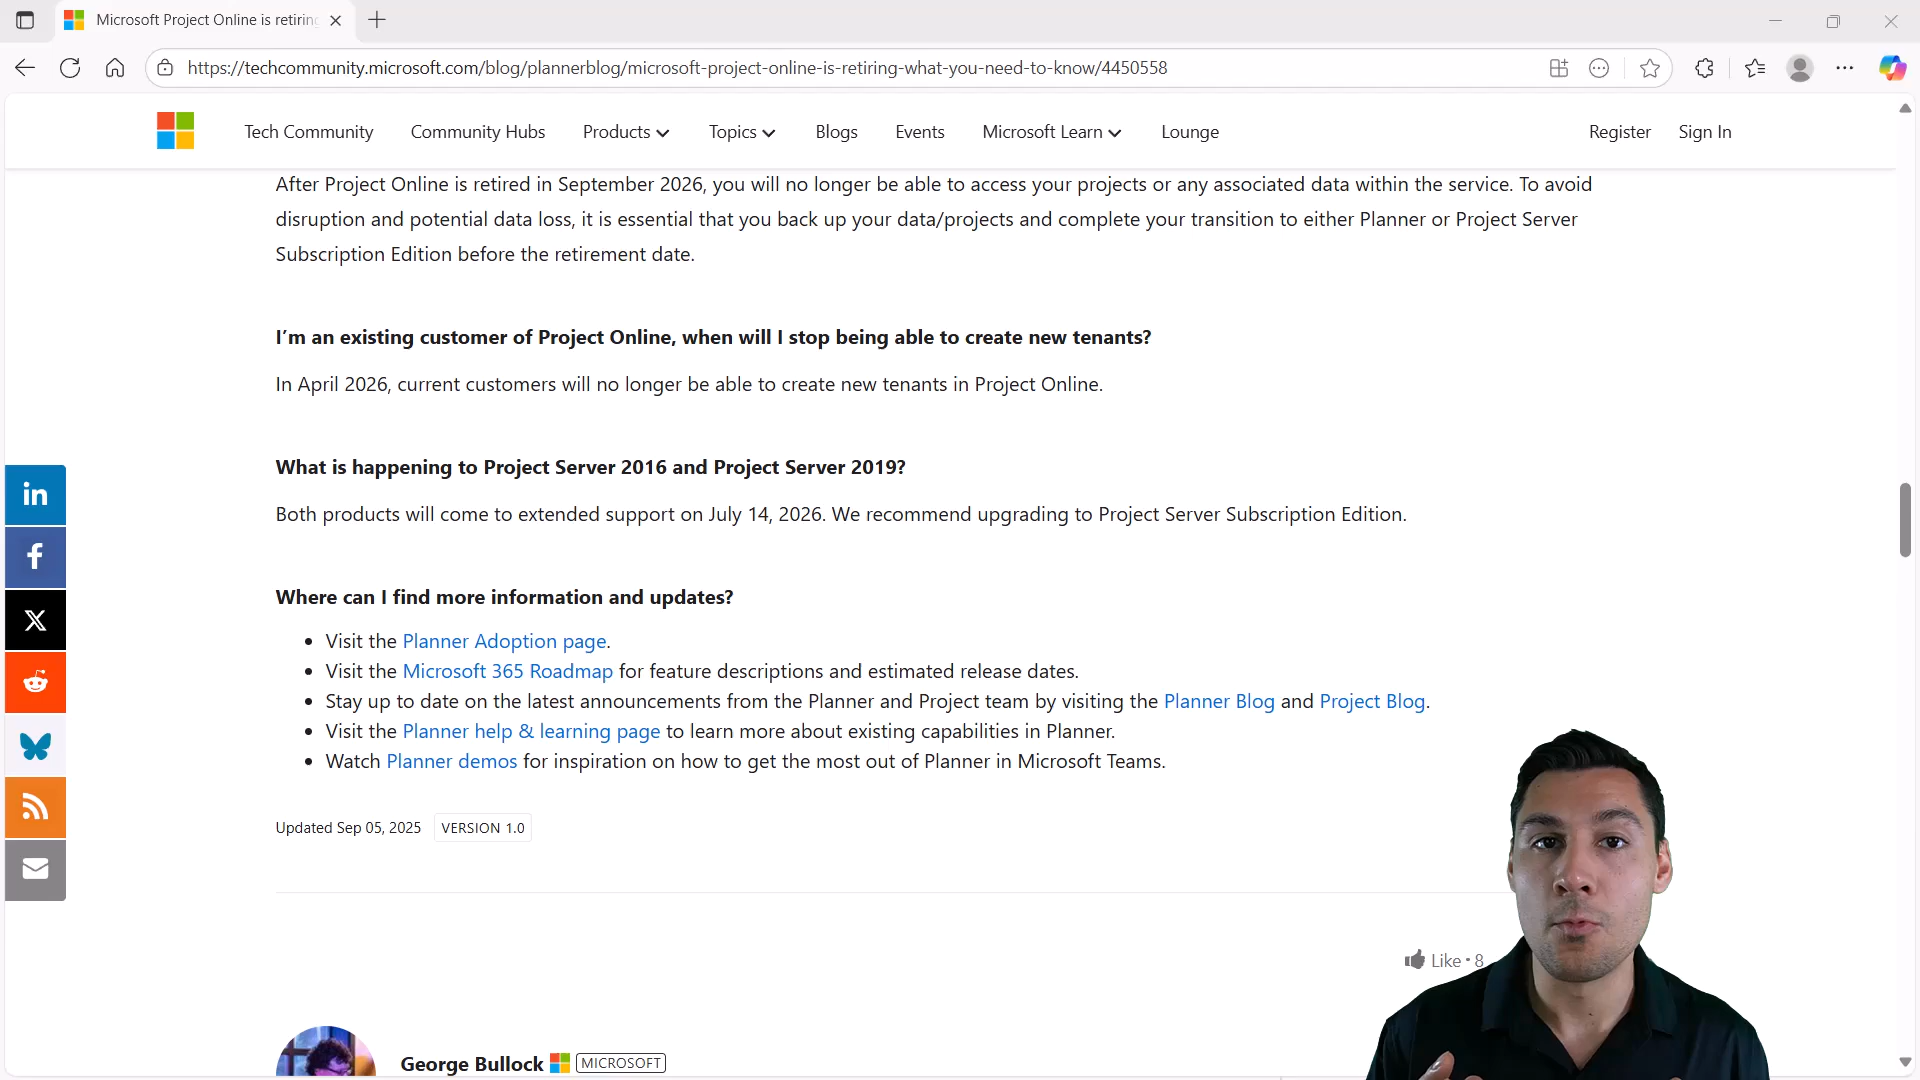 Microsoft Project Online is retirin
https://techcommunity.microsoft.com/blog/plannerblog/microsoft-project-online-is-retiring-what-you-need-to-know/4450558
Tech Community Community Hubs Products Topics Blogs Events Microsoft Learn Lounge Register Sign In
After Project Online is retired in September 2026, you will no longer be able to access your projects or any associated data within the service. To avoid
disruption and potential data loss, it is essential that you back up your data/projects and complete your transition to either Planner or Project Server
Subscription Edition before the retirement date.
I’m an existing customer of Project Online, when will I stop being able to create new tenants?
In April 2026, current customers will no longer be able to create new tenants in Project Online.
What is happening to Project Server 2016 and Project Server 2019?
Both products will come to extended support on July 14, 2026. We recommend upgrading to Project Server Subscription Edition.
Where can I find more information and updates?
• Visit the Planner Adoption page.
• Visit the Microsoft 365 Roadmap for feature descriptions and estimated release dates.
• Stay up to date on the latest announcements from the Planner and Project team by visiting the Planner Blog and Project Blog.
• Visit the Planner help & learning page to learn more about existing capabilities in Planner.
• Watch Planner demos for inspiration on how to get the most out of Planner in Microsoft Teams.
Updated Sep 05, 2025 VERSION 1.0
Like • 8
George Bullock MICROSOFT